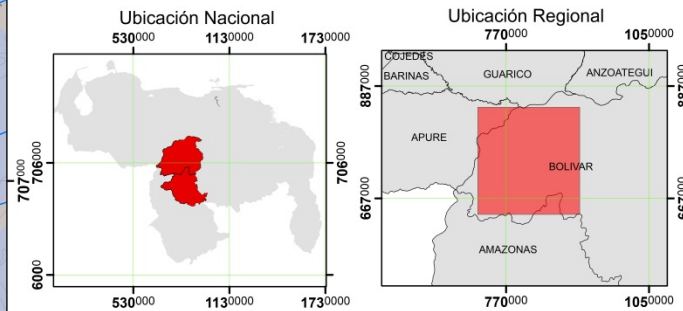 Ubicación Nacional
530000 1130000 1730000
706000
706000
707000
6000
530000 1130000 1730000
Ubicación Regional
770000 1050000
COJEDES
BARINAS
GUARICO
ANZOATEGUI
887000
APURE
BOLIVAR
667000
667000
AMAZONAS
770000 1050000